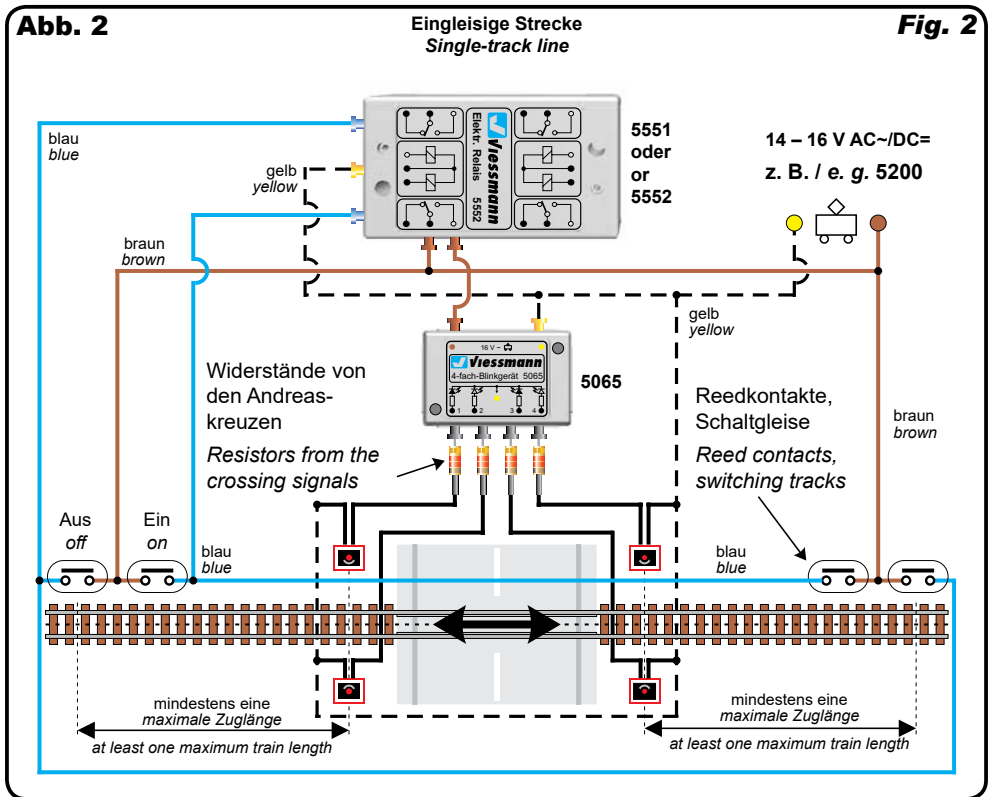 Abb. 2
Eingleisige Strecke
Single-track line
Fig. 2
blau
blue
gelb
yellow
braun
brown
viessmann
Elektr. Relais 5552
5551
oder
or
5552
14 – 16 V AC~/DC=
z. B. / e. g. 5200
gelb
yellow
16 V ~
viessmann
4-fach-Blinkgerät 5065
1 2 3 4
5065
Widerstände von
den Andreas-
kreuzen
Resistors from the
crossing signals
Reedkontakte,
Schaltgleise
Reed contacts,
switching tracks
braun
brown
Aus
off
Ein
on
blau
blue
blau
blue
mindestens eine
maximale Zuglänge
at least one maximum train length
mindestens eine
maximale Zuglänge
at least one maximum train length